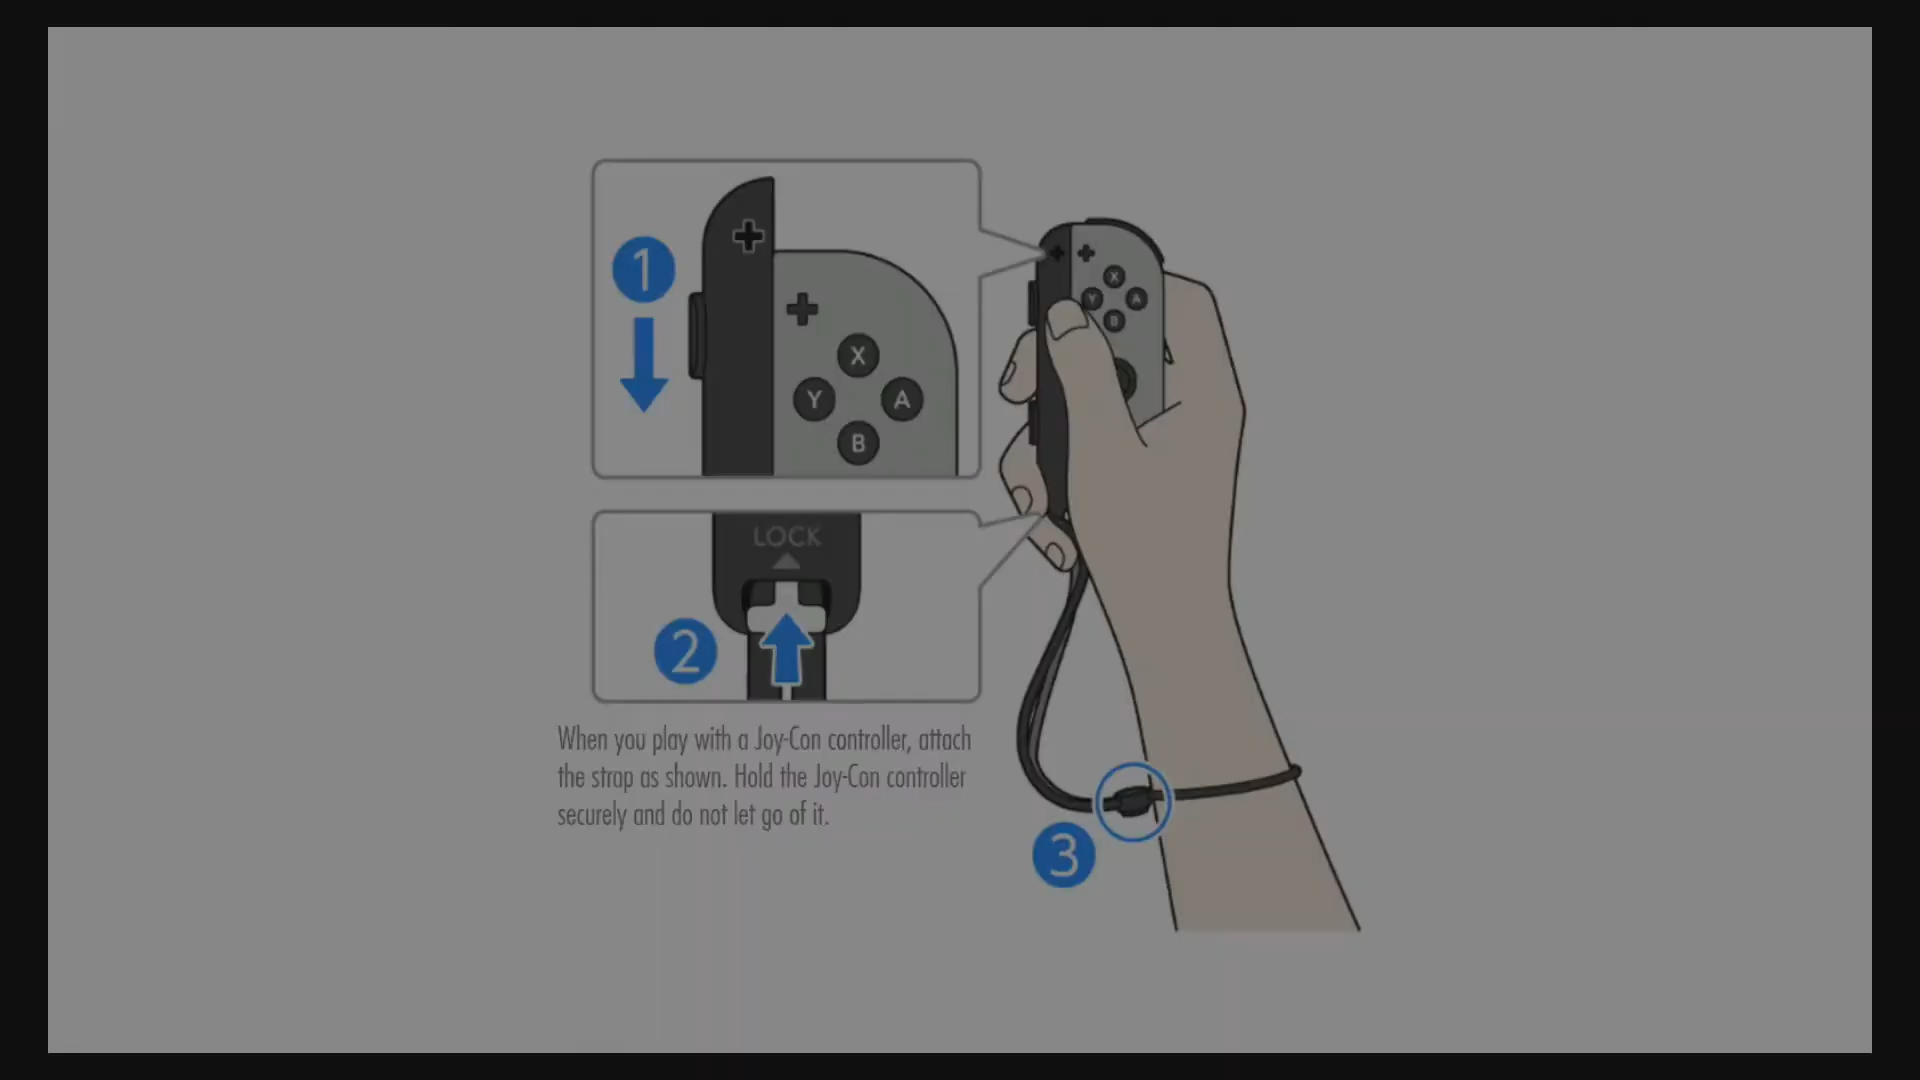 1
X
Y A
B
X
Y A
B
LOCK
2
When you play with a Joy-Con controller, attach
the strap as shown. Hold the Joy-Con controller
securely and do not let go of it.
3